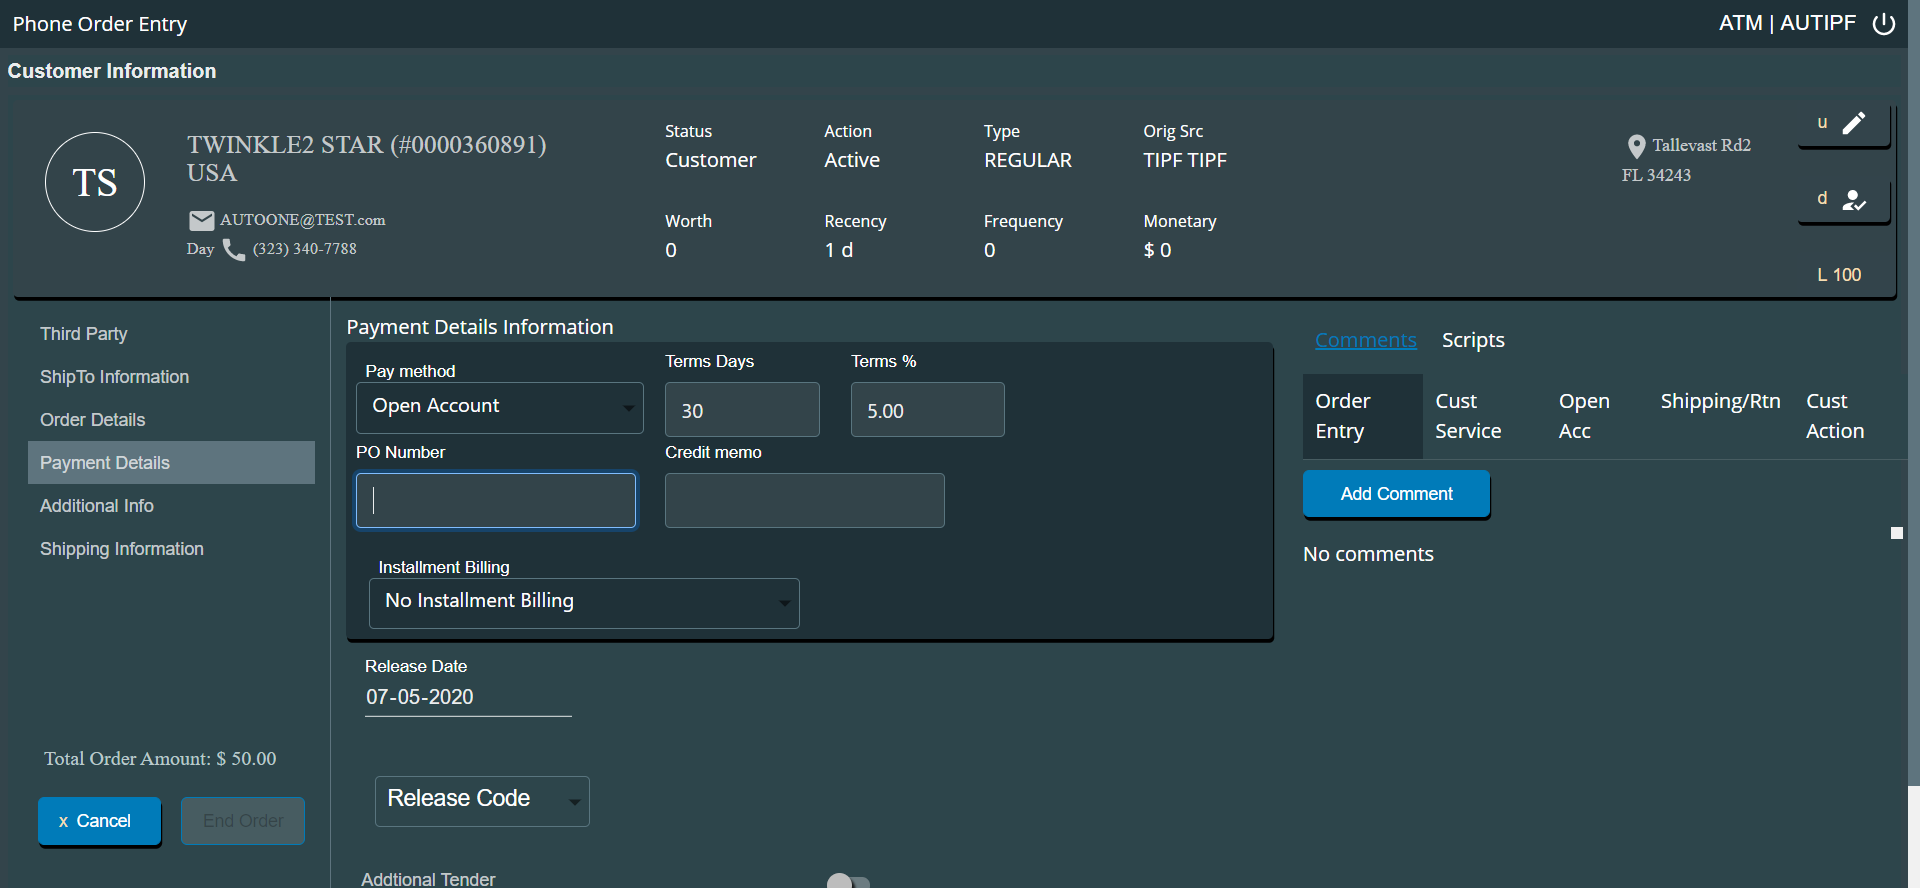 Phone Order Entry
ATM | AUTIPF
Customer Information
TS
TWINKLE2 STAR (#0000360891)
USA
AUTOONE@TEST.com
Day (323) 340-7788
Status
Customer
Action
Active
Type
REGULAR
Orig Src
TIPF TIPF
Worth
0
Recency
1 d
Frequency
0
Monetary
$ 0
Tallevast Rd2
FL 34243
u
d
L 100
Third Party
ShipTo Information
Order Details
Payment Details
Additional Info
Shipping Information
Total Order Amount: $ 50.00
x Cancel
End Order
Payment Details Information
Pay method
Open Account
Terms Days
30
Terms %
5.00
PO Number
Credit memo
Installment Billing
No Installment Billing
Release Date
07-05-2020
Release Code
Addtional Tender
Comments
Scripts
Order
Entry
Cust
Service
Open
Acc
Shipping/Rtn
Cust
Action
Add Comment
No comments